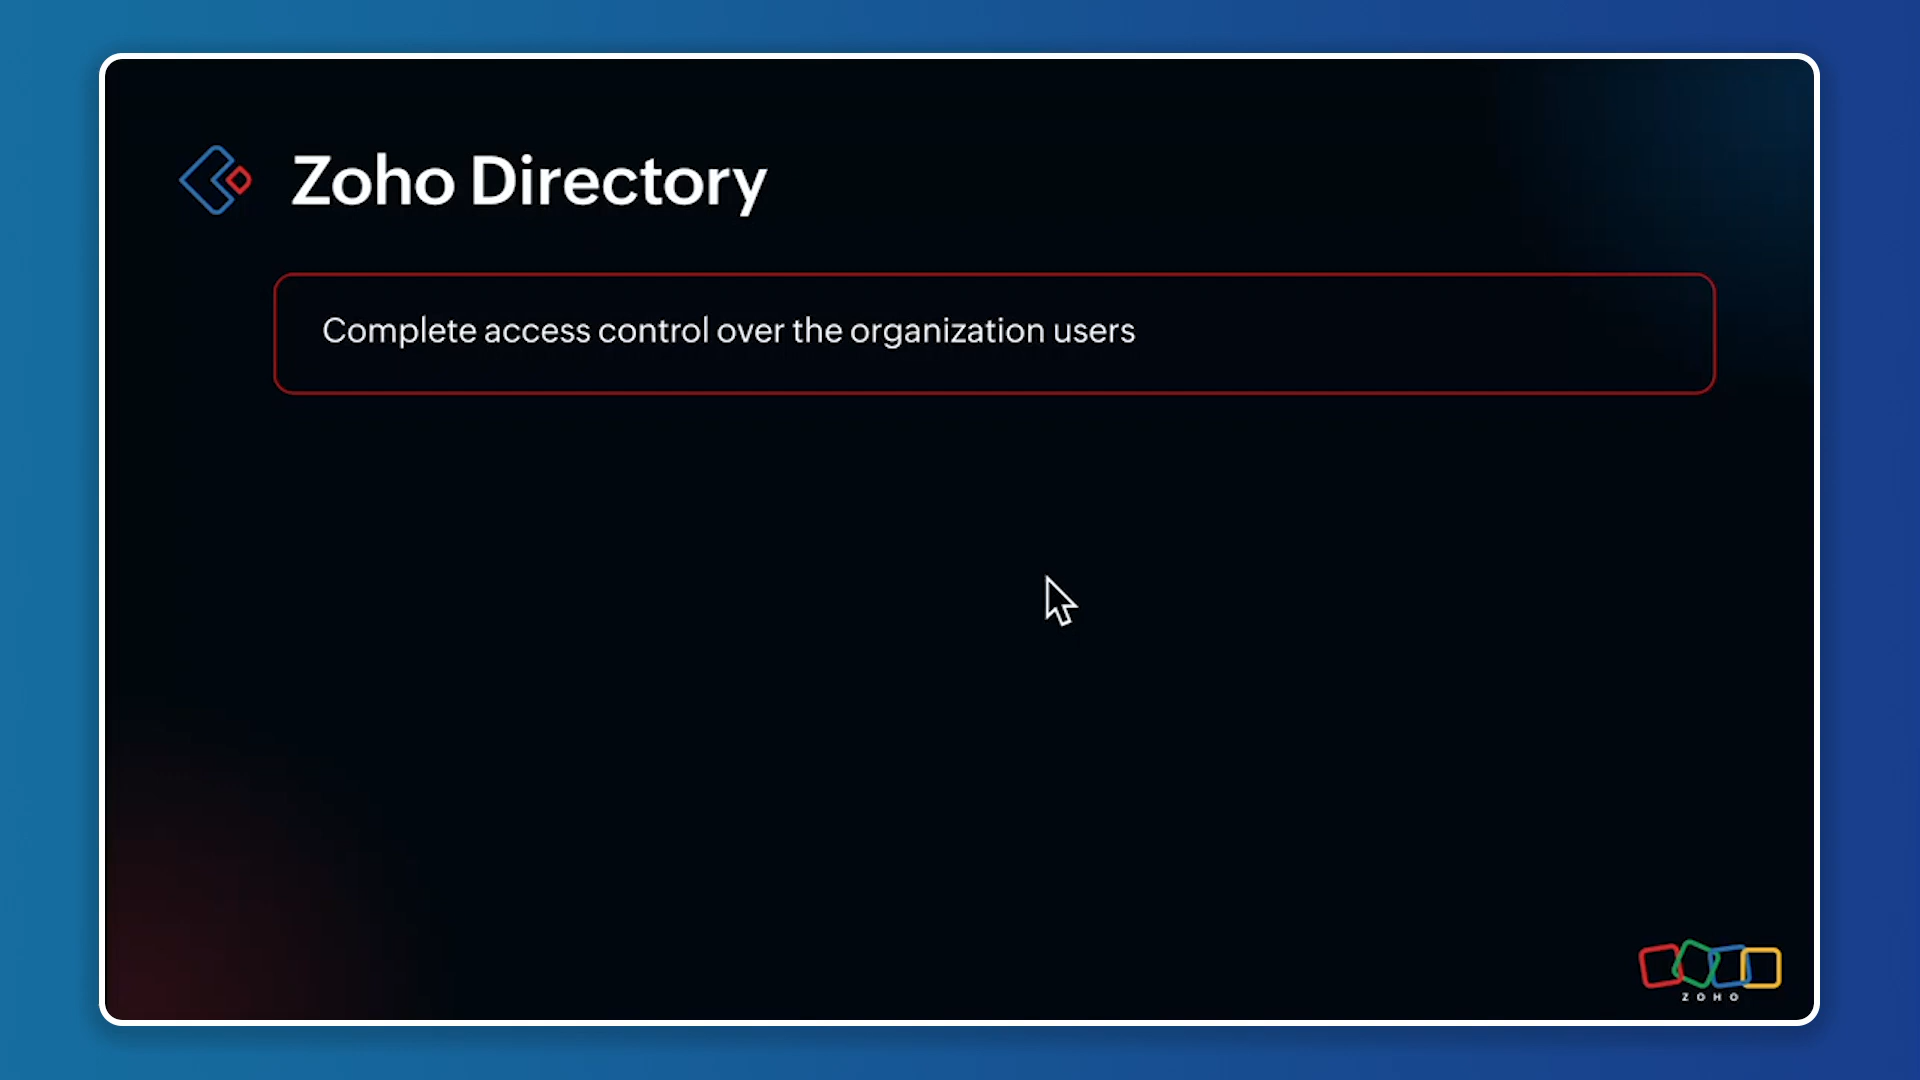 Zoho Directory
Complete access control over the organization users
ZOHO